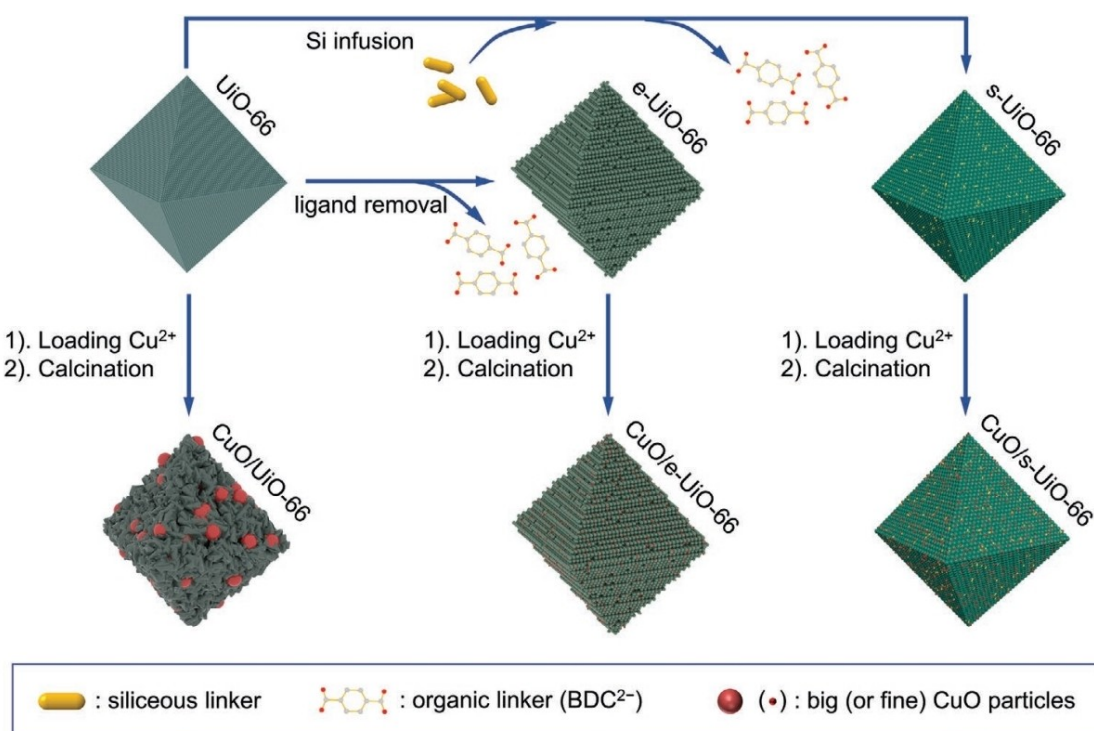 Si infusion
UiO-66
e-UiO-66
s-UiO-66
ligand removal
1). Loading Cu²⁺
2). Calcination
1). Loading Cu²⁺
2). Calcination
1). Loading Cu²⁺
2). Calcination
CuO/UiO-66
CuO/e-UiO-66
CuO/s-UiO-66
: siliceous linker
: organic linker (BDC²⁻)
(•) : big (or fine) CuO particles